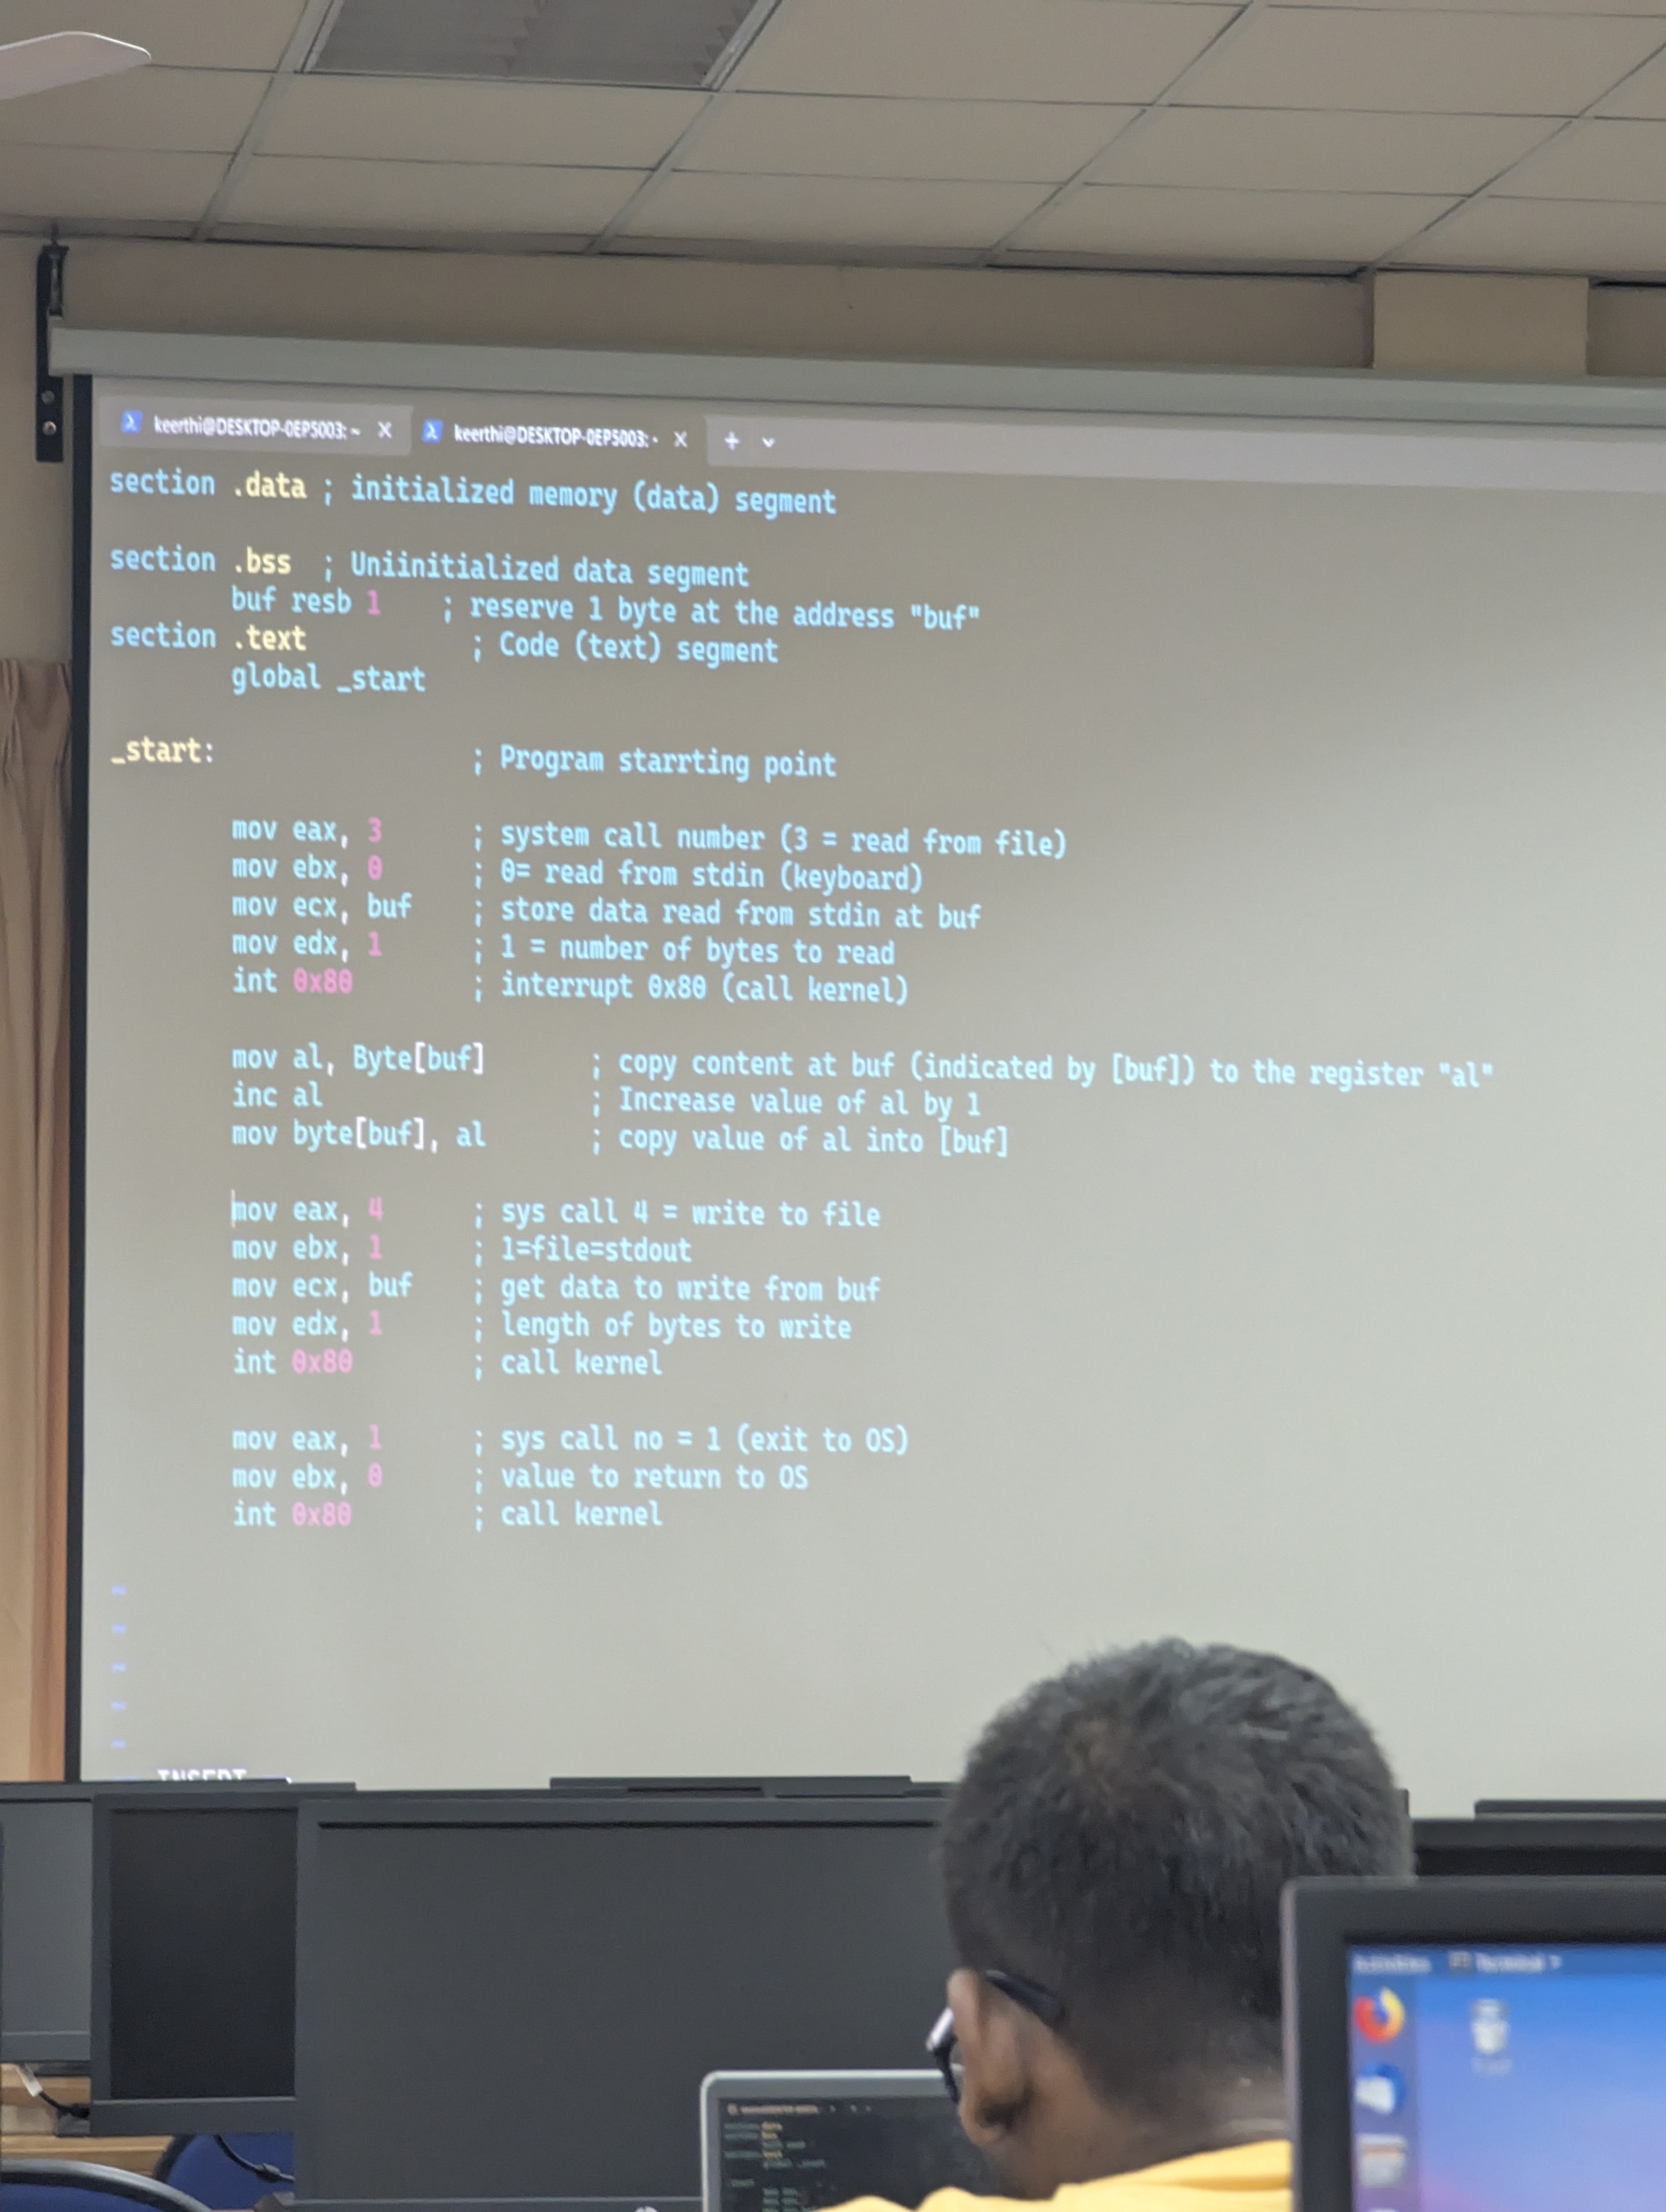 keerthi@DESKTOP-0EP5003: ~ × keerthi@DESKTOP-0EP5003: × +
section .data ; initialized memory (data) segment
section .bss ; Uniinitialized data segment
buf resb 1 ; reserve 1 byte at the address "buf"
section .text ; Code (text) segment
global _start
_start: ; Program starrting point
mov eax, 3 ; system call number (3 = read from file)
mov ebx, 0 ; 0= read from stdin (keyboard)
mov ecx, buf ; store data read from stdin at buf
mov edx, 1 ; 1 = number of bytes to read
int 0x80 ; interrupt 0x80 (call kernel)
mov al, Byte[buf] ; copy content at buf (indicated by [buf]) to the register "al"
inc al ; Increase value of al by 1
mov byte[buf], al ; copy value of al into [buf]
mov eax, 4 ; sys call 4 = write to file
mov ebx, 1 ; 1=file=stdout
mov ecx, buf ; get data to write from buf
mov edx, 1 ; length of bytes to write
int 0x80 ; call kernel
mov eax, 1 ; sys call no = 1 (exit to OS)
mov ebx, 0 ; value to return to OS
int 0x80 ; call kernel
~
~
~
~
~
INSERT
Activities Terminal